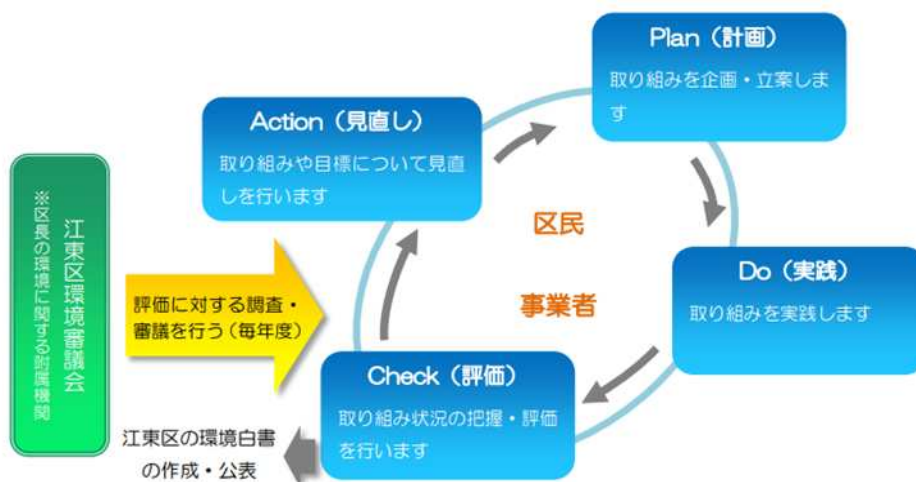 Plan（計画）
取り組みを企画・立案しま
す
Action（見直し）
取り組みや目標について見直
しを行います
江東区環境審議会
※区長の環境に関する附属機関
区民
事業者
Do（実践）
取り組みを実践します
評価に対する調査・
審議を行う（毎年度）
Check（評価）
取り組み状況の把握・評価
を行います
江東区の環境白書
の作成・公表